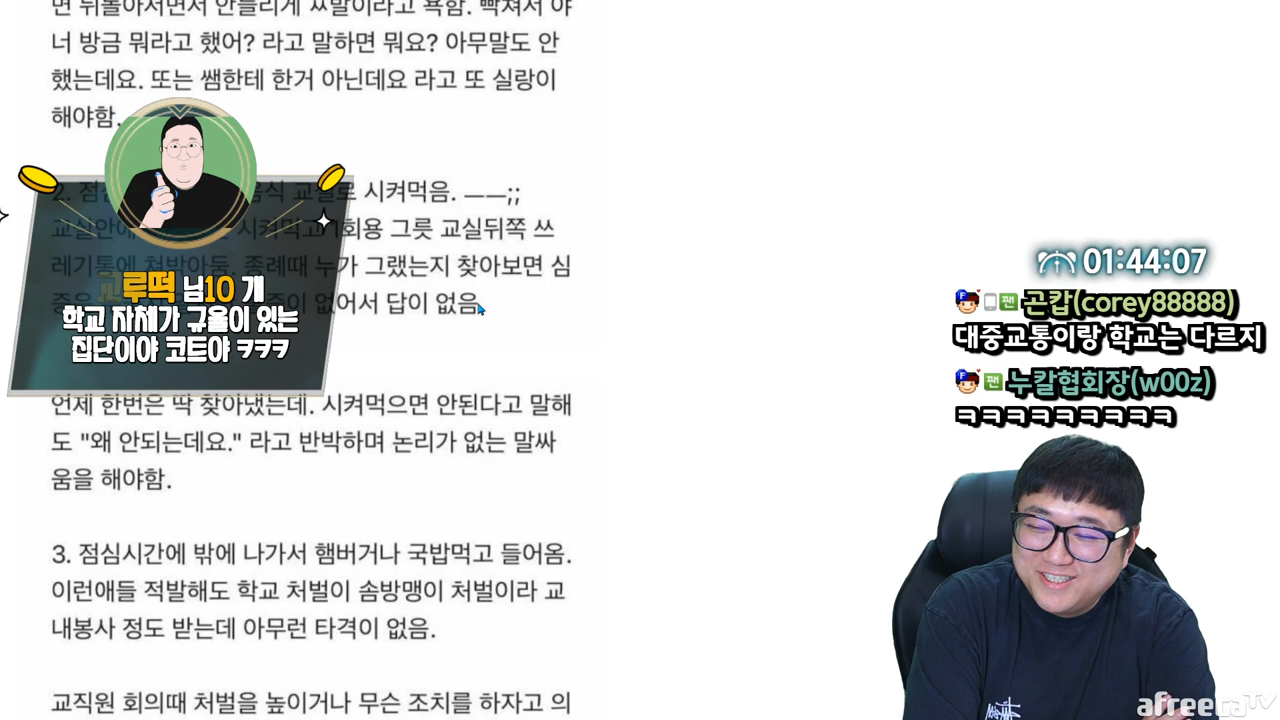 면 뒤돌아서면서 안들리게 ㅆ발이라고 욕함. 빡쳐서 야
너 방금 뭐라고 했어? 라고 말하면 뭐요? 아무말도 안
했는데요. 또는 쌤한테 한거 아닌데요 라고 또 실랑이
해야함.
2. 점심 음식 교실로 시켜먹음. ㅡㅡ;;
교실안에 시켜먹고 1회용 그릇 교실뒤쪽 쓰
레기통에 쳐박아둠. 종례때 누가 그랬는지 찾아보면 심
증은 증이 없어서 답이 없음
교루떡 님10 개
학교 자체가 규율이 있는
집단이야 코트야 ㅋㅋㅋ
언제 한번은 딱 찾아냈는데. 시켜먹으면 안된다고 말해
도 "왜 안되는데요." 라고 반박하며 논리가 없는 말싸
움을 해야함.
3. 점심시간에 밖에 나가서 햄버거나 국밥먹고 들어옴.
이런애들 적발해도 학교 처벌이 솜방맹이 처벌이라 교
내봉사 정도 받는데 아무런 타격이 없음.
교직원 회의때 처벌을 높이거나 무슨 조치를 하자고 의
01:44:07
F 팬 곤캅(corey88888)
대중교통이랑 학교는 다르지
F 팬 누칼협회장(w00z)
ㅋㅋㅋㅋㅋㅋㅋㅋㅋ
afreecaTV